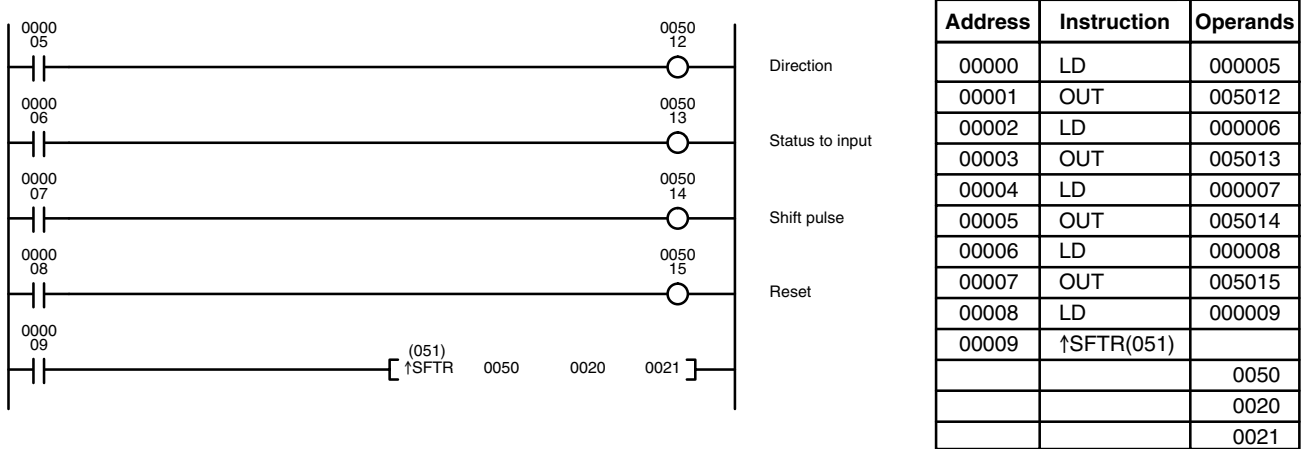 0000
05
0050
12
Direction
0000
06
0050
13
Status to input
0000
07
0050
14
Shift pulse
0000
08
0050
15
Reset
0000
09
(051)
↑SFTR 0050 0020 0021
Address Instruction Operands
00000 LD 000005
00001 OUT 005012
00002 LD 000006
00003 OUT 005013
00004 LD 000007
00005 OUT 005014
00006 LD 000008
00007 OUT 005015
00008 LD 000009
00009 ↑SFTR(051)
0050
0020
0021